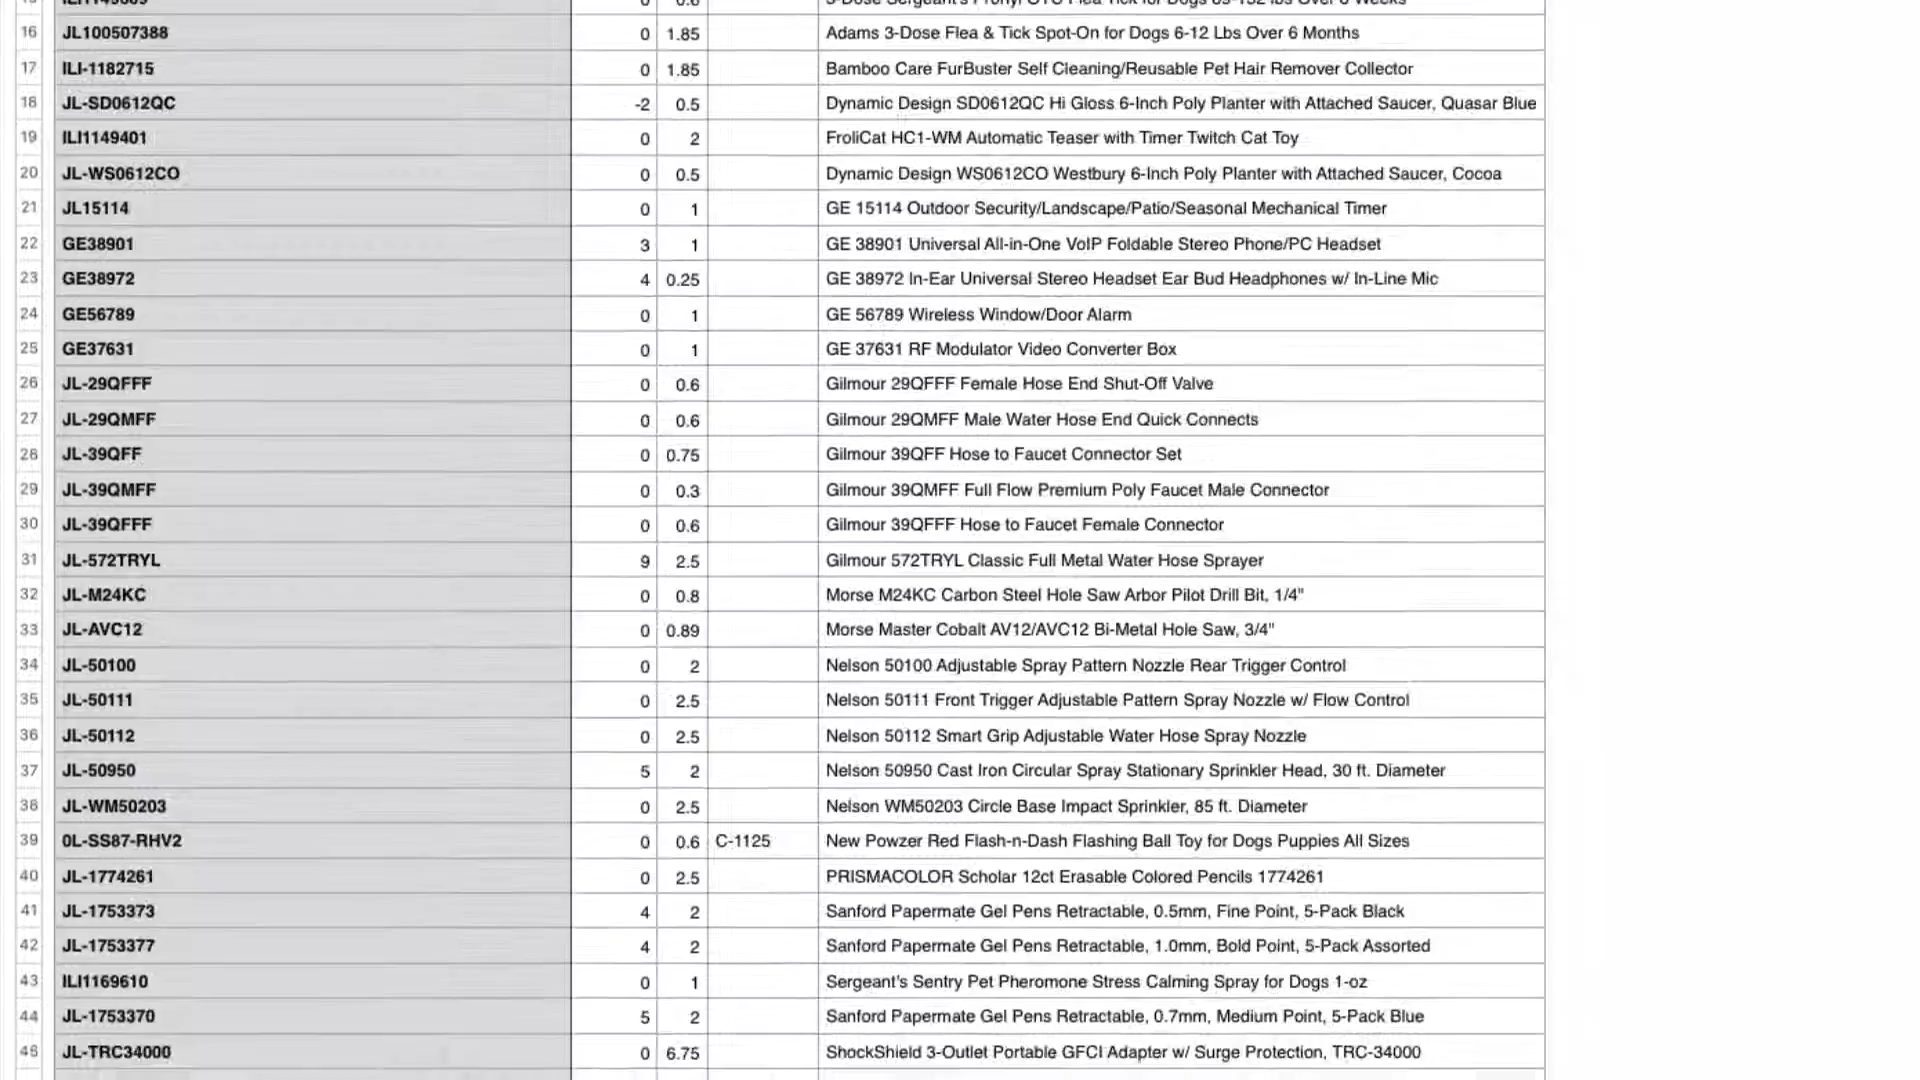 16 JL100507388 0 1.85 Adams 3-Dose Flea & Tick Spot-On for Dogs 6-12 Lbs Over 6 Months
17 ILI-1182715 0 1.85 Bamboo Care FurBuster Self Cleaning/Reusable Pet Hair Remover Collector
18 JL-SD0612QC -2 0.5 Dynamic Design SD0612QC Hi Gloss 6-Inch Poly Planter with Attached Saucer, Quasar Blue
19 ILI1149401 0 2 FroliCat HC1-WM Automatic Teaser with Timer Twitch Cat Toy
20 JL-WS0612CO 0 0.5 Dynamic Design WS0612CO Westbury 6-Inch Poly Planter with Attached Saucer, Cocoa
21 JL15114 0 1 GE 15114 Outdoor Security/Landscape/Patio/Seasonal Mechanical Timer
22 GE38901 3 1 GE 38901 Universal All-in-One VoIP Foldable Stereo Phone/PC Headset
23 GE38972 4 0.25 GE 38972 In-Ear Universal Stereo Headset Ear Bud Headphones w/ In-Line Mic
24 GE56789 0 1 GE 56789 Wireless Window/Door Alarm
25 GE37631 0 1 GE 37631 RF Modulator Video Converter Box
26 JL-29QFFF 0 0.6 Gilmour 29QFFF Female Hose End Shut-Off Valve
27 JL-29QMFF 0 0.6 Gilmour 29QMFF Male Water Hose End Quick Connects
28 JL-39QFF 0 0.75 Gilmour 39QFF Hose to Faucet Connector Set
29 JL-39QMFF 0 0.3 Gilmour 39QMFF Full Flow Premium Poly Faucet Male Connector
30 JL-39QFFF 0 0.6 Gilmour 39QFFF Hose to Faucet Female Connector
31 JL-572TRYL 9 2.5 Gilmour 572TRYL Classic Full Metal Water Hose Sprayer
32 JL-M24KC 0 0.8 Morse M24KC Carbon Steel Hole Saw Arbor Pilot Drill Bit, 1/4"
33 JL-AVC12 0 0.89 Morse Master Cobalt AV12/AVC12 Bi-Metal Hole Saw, 3/4"
34 JL-50100 0 2 Nelson 50100 Adjustable Spray Pattern Nozzle Rear Trigger Control
35 JL-50111 0 2.5 Nelson 50111 Front Trigger Adjustable Pattern Spray Nozzle w/ Flow Control
36 JL-50112 0 2.5 Nelson 50112 Smart Grip Adjustable Water Hose Spray Nozzle
37 JL-50950 5 2 Nelson 50950 Cast Iron Circular Spray Stationary Sprinkler Head, 30 ft. Diameter
38 JL-WM50203 0 2.5 Nelson WM50203 Circle Base Impact Sprinkler, 85 ft. Diameter
39 0L-SS87-RHV2 0 0.6 C-1125 New Powzer Red Flash-n-Dash Flashing Ball Toy for Dogs Puppies All Sizes
40 JL-1774261 0 2.5 PRISMACOLOR Scholar 12ct Erasable Colored Pencils 1774261
41 JL-1753373 4 2 Sanford Papermate Gel Pens Retractable, 0.5mm, Fine Point, 5-Pack Black
42 JL-1753377 4 2 Sanford Papermate Gel Pens Retractable, 1.0mm, Bold Point, 5-Pack Assorted
43 ILI1169610 0 1 Sergeant's Sentry Pet Pheromone Stress Calming Spray for Dogs 1-oz
44 JL-1753370 5 2 Sanford Papermate Gel Pens Retractable, 0.7mm, Medium Point, 5-Pack Blue
45 JL-TRC34000 0 6.75 ShockShield 3-Outlet Portable GFCI Adapter w/ Surge Protection, TRC-34000